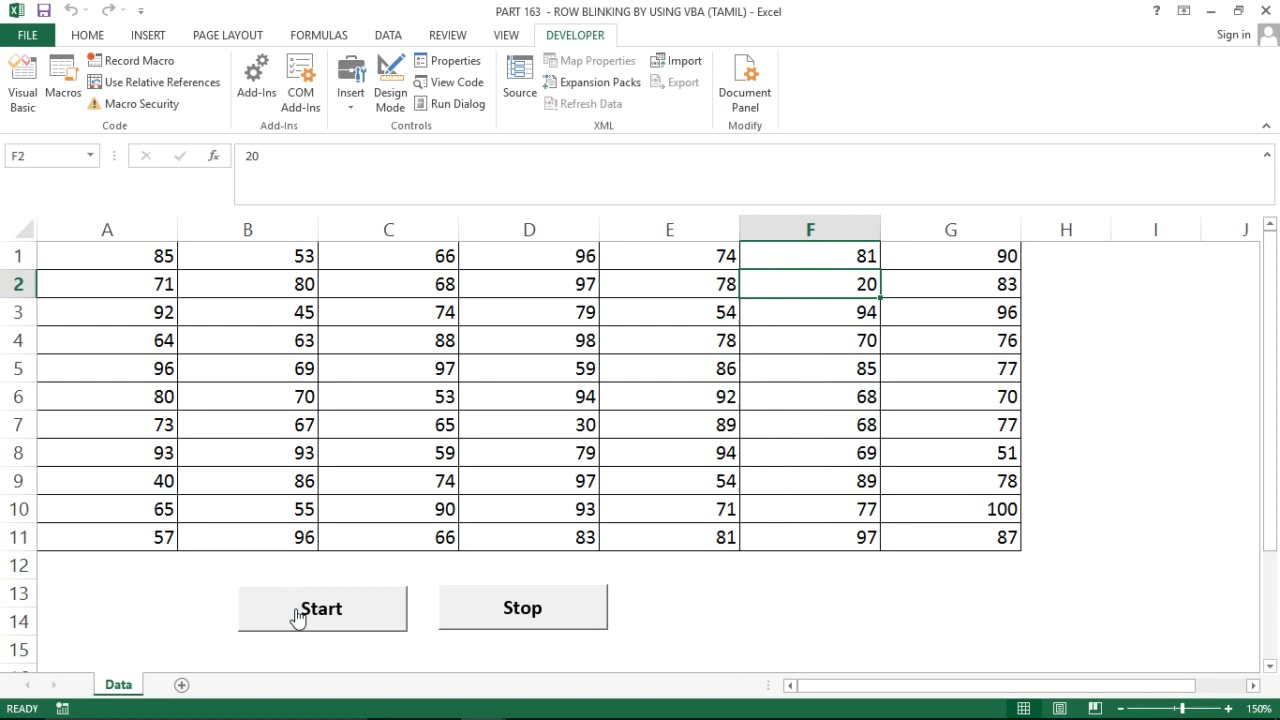 PART 163 - ROW BLINKING BY USING VBA (TAMIL) - Excel
?
FILE HOME INSERT PAGE LAYOUT FORMULAS DATA REVIEW VIEW DEVELOPER Sign in
Visual Basic
Macros
Record Macro
Use Relative References
Macro Security
Code
Add-Ins
COM Add-Ins
Add-Ins
Insert
Design Mode
Properties
View Code
Run Dialog
Controls
Source
Map Properties
Expansion Packs
Refresh Data
Import
Export
XML
Document Panel
Modify
F2 fx 20
A B C D E F G H I J
1 85 53 66 96 74 81 90
2 71 80 68 97 78 20 83
3 92 45 74 79 54 94 96
4 64 63 88 98 78 70 76
5 96 69 97 59 86 85 77
6 80 70 53 94 92 68 70
7 73 67 65 30 89 68 77
8 93 93 59 79 94 69 51
9 40 86 74 97 54 89 78
10 65 55 90 93 71 77 100
11 57 96 66 83 81 97 87
12
13
14
15
Start Stop
Data
READY 150%